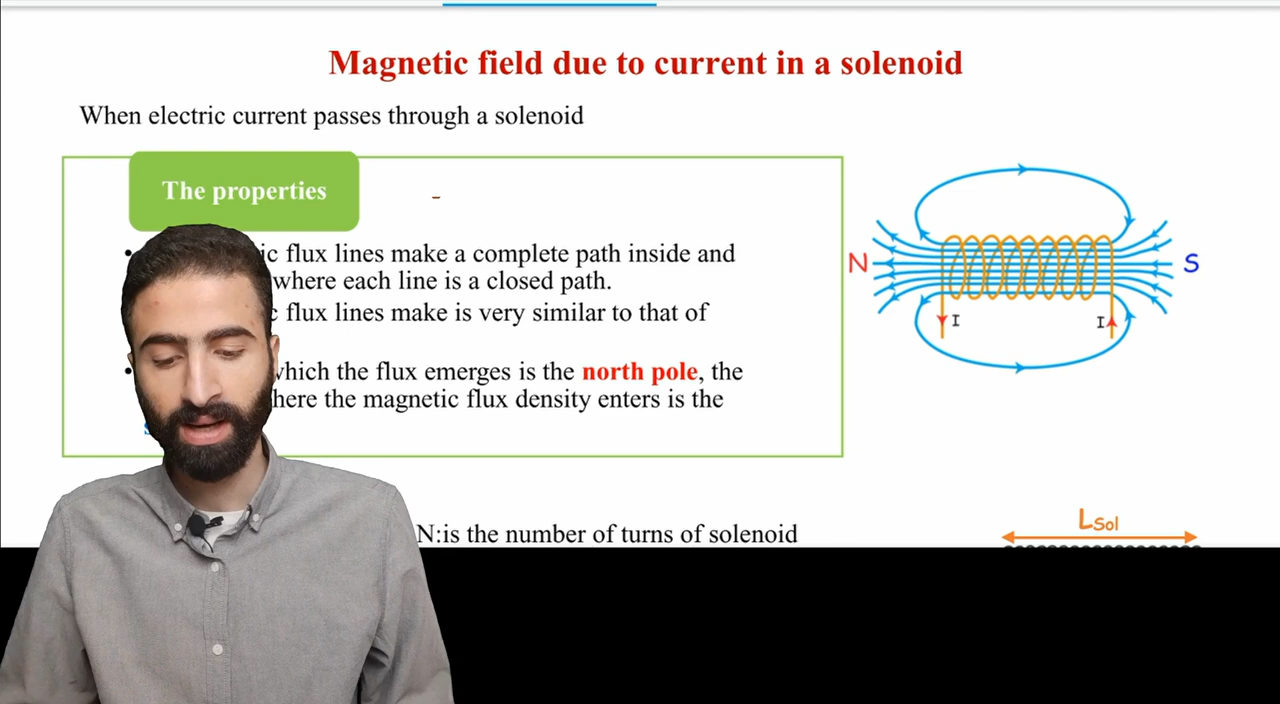 Magnetic field due to current in a solenoid
When electric current passes through a solenoid
The properties
ic flux lines make a complete path inside and
where each line is a closed path.
flux lines make is very similar to that of
which the flux emerges is the north pole, the
here the magnetic flux density enters is the
N
S
I
I
N:is the number of turns of solenoid
LSol